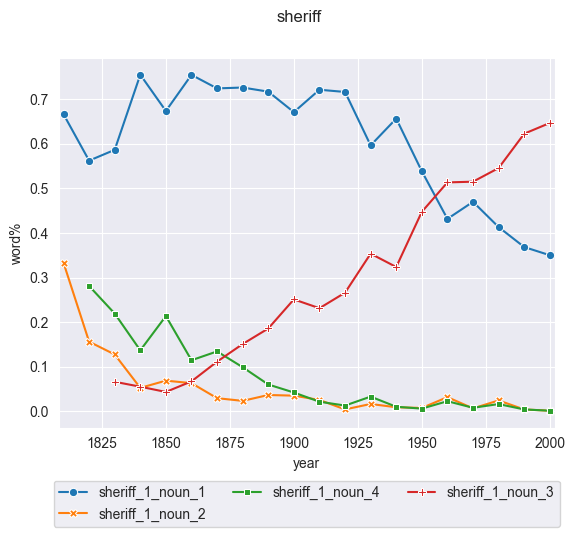 sheriff
0.7
0.6
0.5
0.4
0.3
0.2
0.1
0.0
word%
1825 1850 1875 1900 1925 1950 1975 2000
year
sheriff_1_noun_1 sheriff_1_noun_4 sheriff_1_noun_3
sheriff_1_noun_2